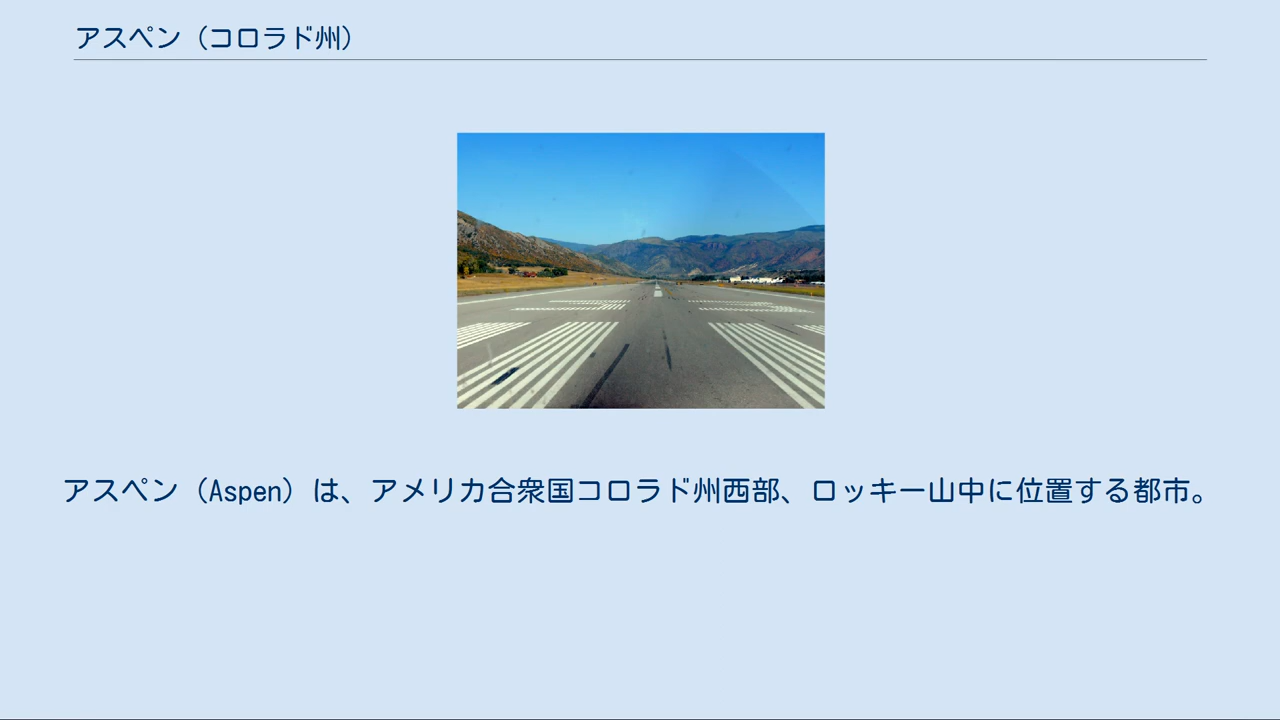 アスペン（コロラド州）
アスペン（Aspen）は、アメリカ合衆国コロラド州西部、ロッキー山中に位置する都市。